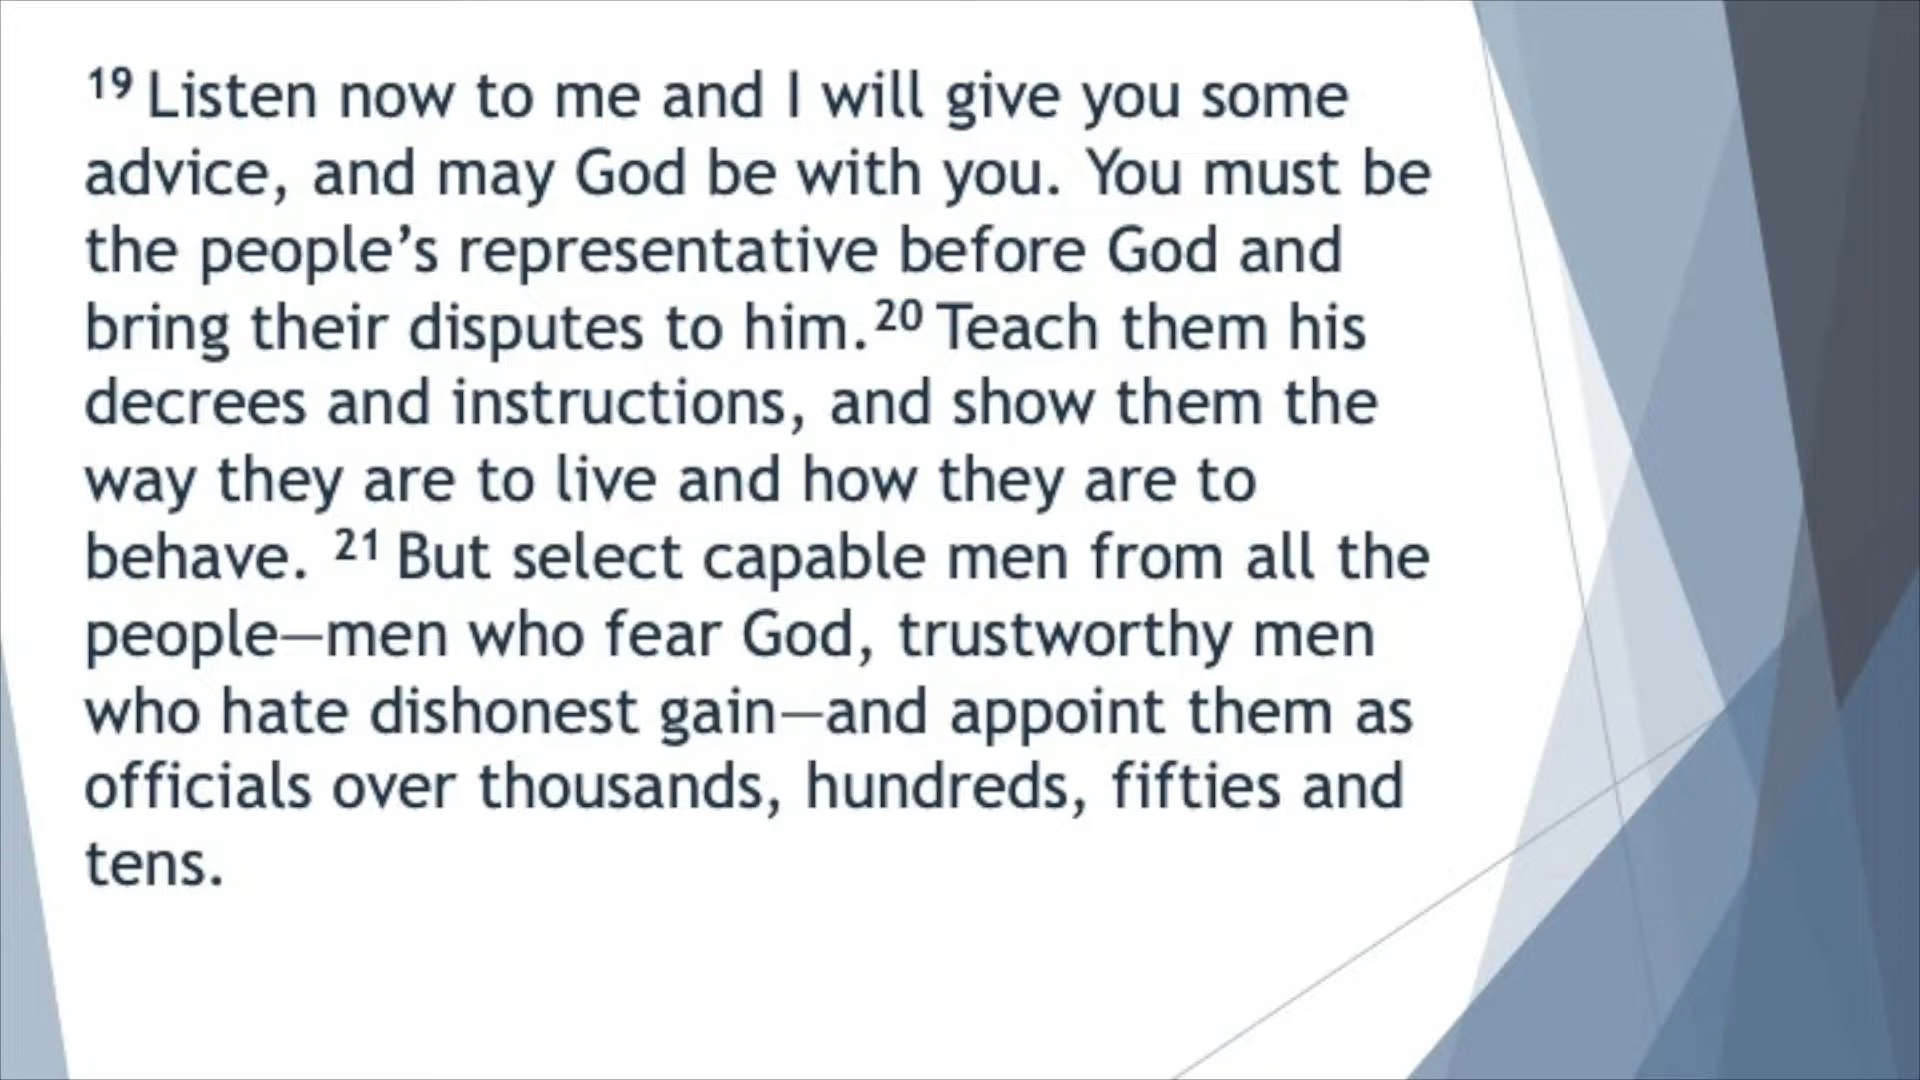 19 Listen now to me and I will give you some
advice, and may God be with you. You must be
the people’s representative before God and
bring their disputes to him.20 Teach them his
decrees and instructions, and show them the
way they are to live and how they are to
behave. 21 But select capable men from all the
people—men who fear God, trustworthy men
who hate dishonest gain—and appoint them as
officials over thousands, hundreds, fifties and
tens.